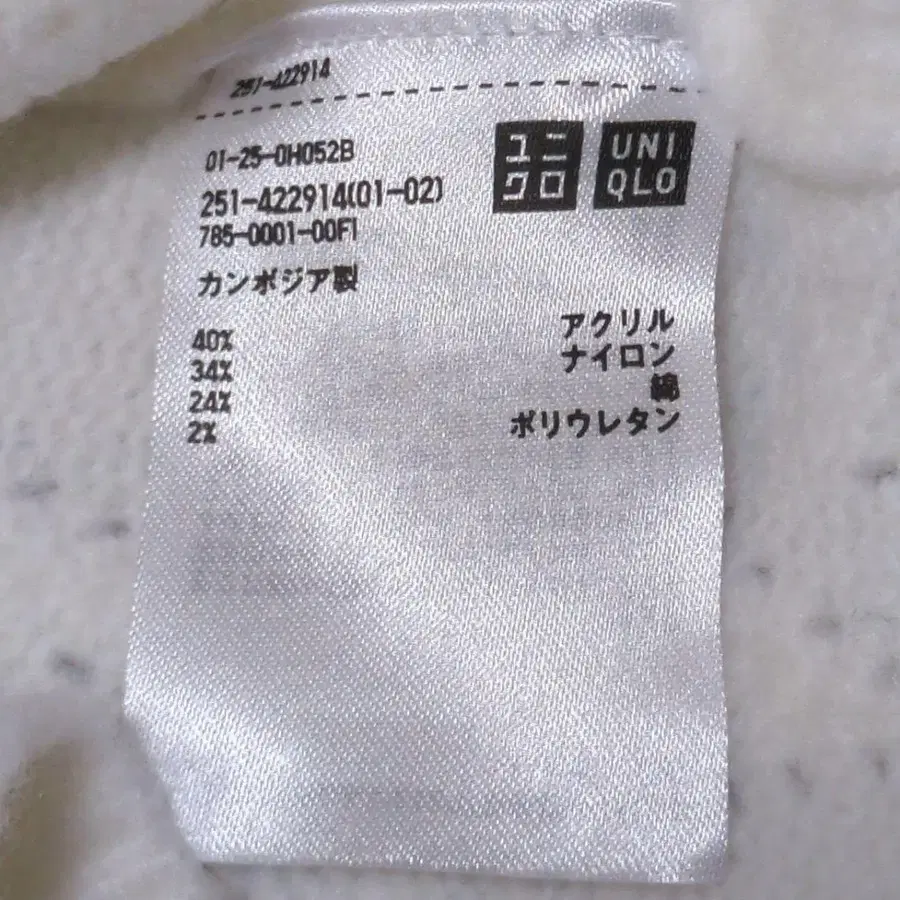 251-422914
01-25-0H052B
ユニクロ
UNIQLO
251-422914(01-02)
785-0001-00F1
カンボジア製
40% アクリル
34% ナイロン
24% 綿
2% ポリウレタン